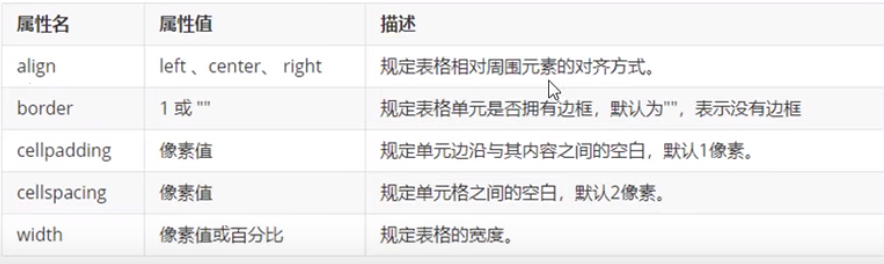 属性名 属性值 描述
align left 、center、 right 规定表格相对周围元素的对齐方式。
border 1 或 "" 规定表格单元是否拥有边框，默认为""，表示没有边框
cellpadding 像素值 规定单元边沿与其内容之间的空白，默认1像素。
cellspacing 像素值 规定单元格之间的空白，默认2像素。
width 像素值或百分比 规定表格的宽度。